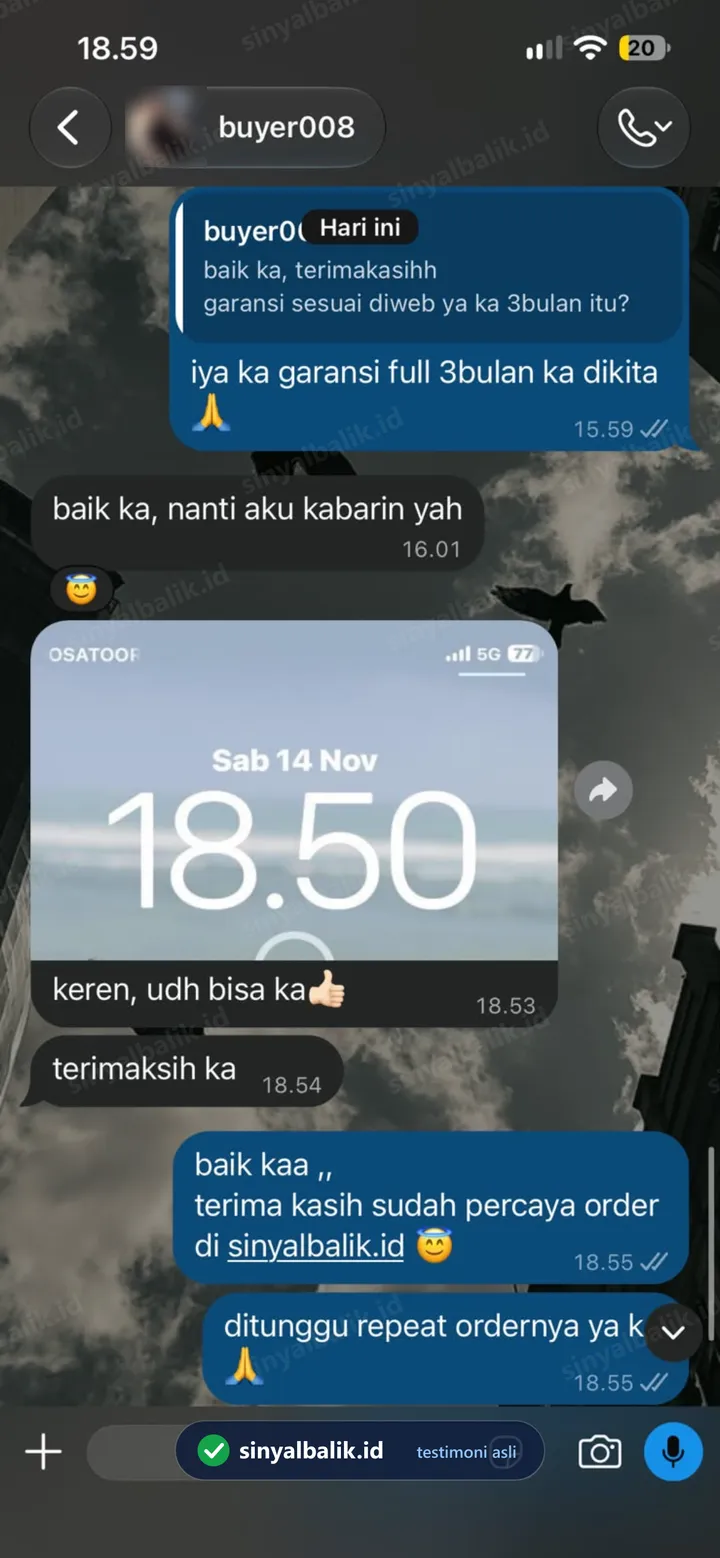 18.59
20
buyer008
Hari ini
baik ka, terimakasihh
garansi sesuai diweb ya ka 3bulan itu?
iya ka garansi full 3bulan ka dikita
🙏
15.59
baik ka, nanti aku kabarin yah
16.01
😇
OSATOOR
5G 77
Sab 14 Nov
18.50
keren, udh bisa ka👍🏻
18.53
terimaksih ka
18.54
baik kaa ,,
terima kasih sudah percaya order
di sinyalbalik.id 😇
18.55
ditunggu repeat ordernya ya k
🙏
18.55
sinyalbalik.id testimoni asli
sinyalbalik.id